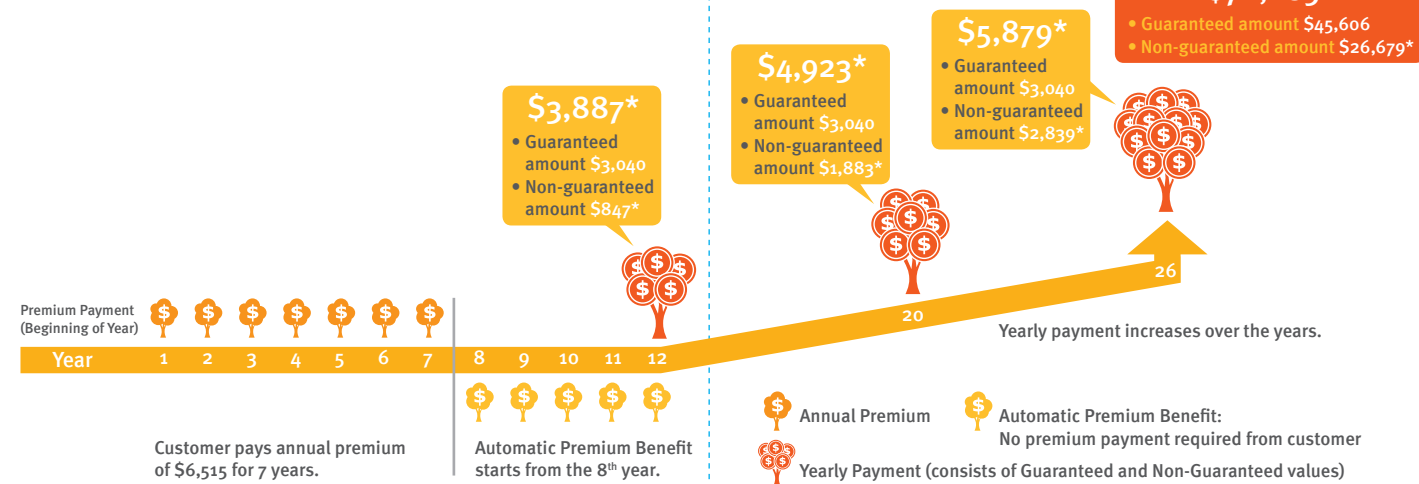 • Guaranteed amount $45,606
• Non-guaranteed amount $26,679*
$5,879*
• Guaranteed
amount $3,040
• Non-guaranteed
amount $2,839*
$4,923*
• Guaranteed
amount $3,040
• Non-guaranteed
amount $1,883*
$3,887*
• Guaranteed
amount $3,040
• Non-guaranteed
amount $847*
Premium Payment
(Beginning of Year)
$ $ $ $ $ $ $
Year 1 2 3 4 5 6 7 8 9 10 11 12
20
26
Yearly payment increases over the years.
$ $ $ $ $
Customer pays annual premium
of $6,515 for 7 years.
Automatic Premium Benefit
starts from the 8th year.
$ Annual Premium
$ Automatic Premium Benefit:
No premium payment required from customer
Yearly Payment (consists of Guaranteed and Non-Guaranteed values)